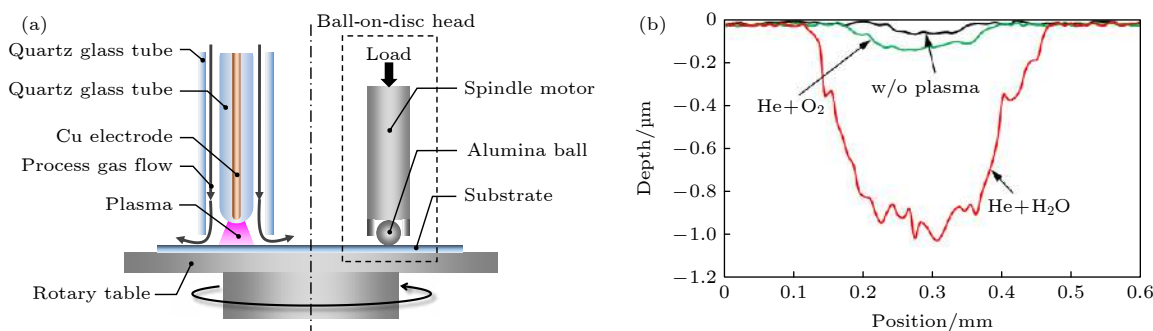 (a)
Ball-on-disc head
Quartz glass tube
Load
Quartz glass tube
Spindle motor
Cu electrode
Process gas flow
Alumina ball
Plasma
Substrate
Rotary table
(b)
Depth/μm
0
−0.2
−0.4
−0.6
−0.8
−1.0
−1.2
He+O₂
w/o plasma
He+H₂O
0
0.1
0.2
0.3
0.4
0.5
0.6
Position/mm